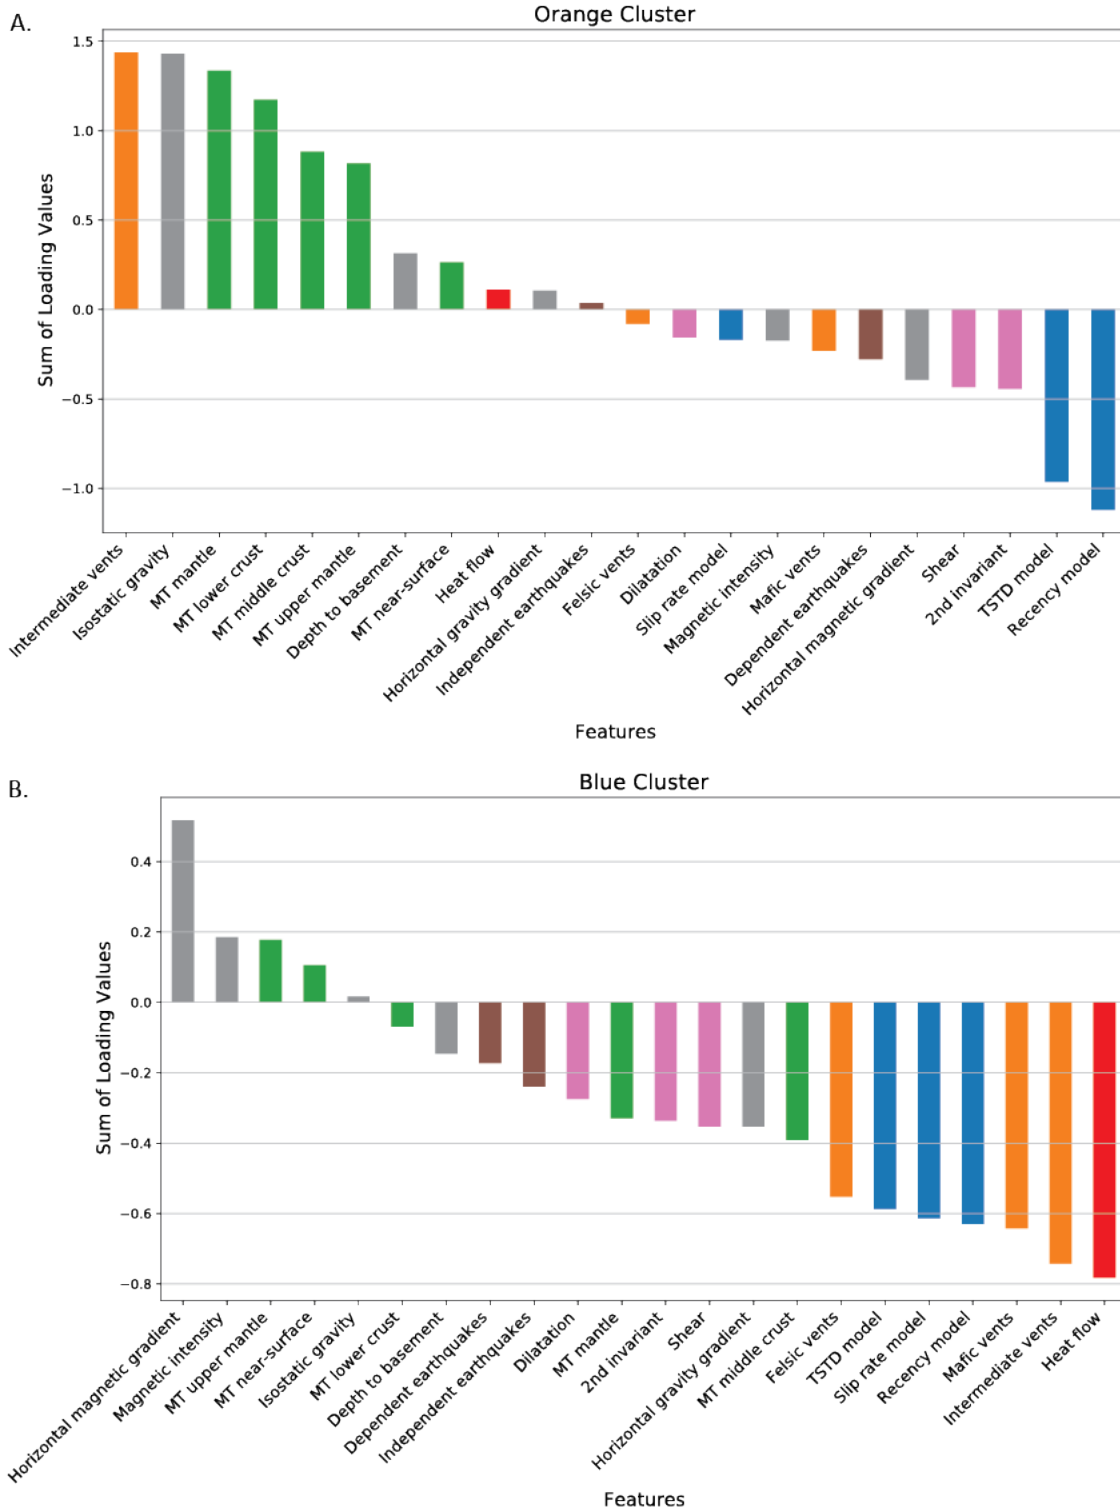 A.
Orange Cluster
Sum of Loading Values
1.5
1.0
0.5
0.0
−0.5
−1.0
Intermediate vents
Isostatic gravity
MT mantle
MT lower crust
MT middle crust
MT upper mantle
Depth to basement
MT near-surface
Heat flow
Horizontal gravity gradient
Independent earthquakes
Felsic vents
Dilatation
Slip rate model
Magnetic intensity
Mafic vents
Dependent earthquakes
Horizontal magnetic gradient
Shear
2nd invariant
TSTD model
Recency model
Features
B.
Blue Cluster
Sum of Loading Values
0.4
0.2
0.0
−0.2
−0.4
−0.6
−0.8
Horizontal magnetic gradient
Magnetic intensity
MT upper mantle
MT near-surface
Isostatic gravity
MT lower crust
Depth to basement
Dependent earthquakes
Independent earthquakes
Dilatation
MT mantle
2nd invariant
Shear
Horizontal gravity gradient
MT middle crust
Felsic vents
TSTD model
Slip rate model
Recency model
Mafic vents
Intermediate vents
Heat flow
Features